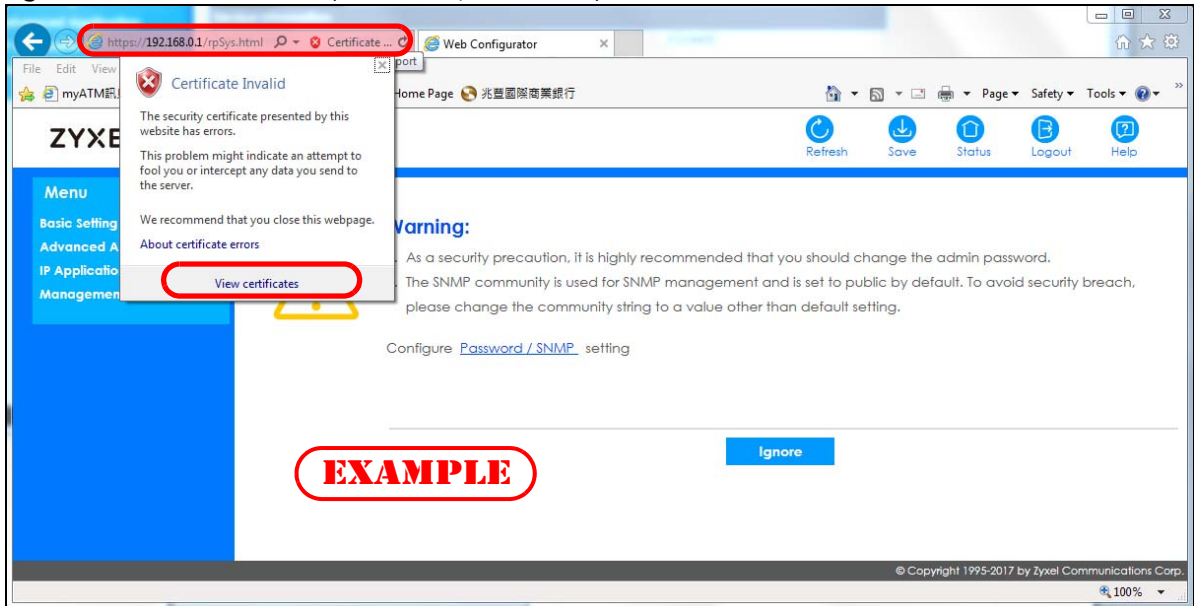 https://192.168.0.1/rpSys.html Certificate ... Web Configurator
File Edit View
port
myATM訊 Home Page 兆豐國際商業銀行 Page Safety Tools
Certificate Invalid
The security certificate presented by this
website has errors.
This problem might indicate an attempt to
fool you or intercept any data you send to
the server.
We recommend that you close this webpage.
About certificate errors
View certificates
ZYXE
Refresh Save Status Logout Help
Menu
Basic Setting
Advanced A
IP Applicatio
Managemen
Warning:
. As a security precaution, it is highly recommended that you should change the admin password.
. The SNMP community is used for SNMP management and is set to public by default. To avoid security breach,
please change the community string to a value other than default setting.
Configure Password / SNMP setting
Ignore
EXAMPLE
© Copyright 1995-2017 by Zyxel Communications Corp.
100%